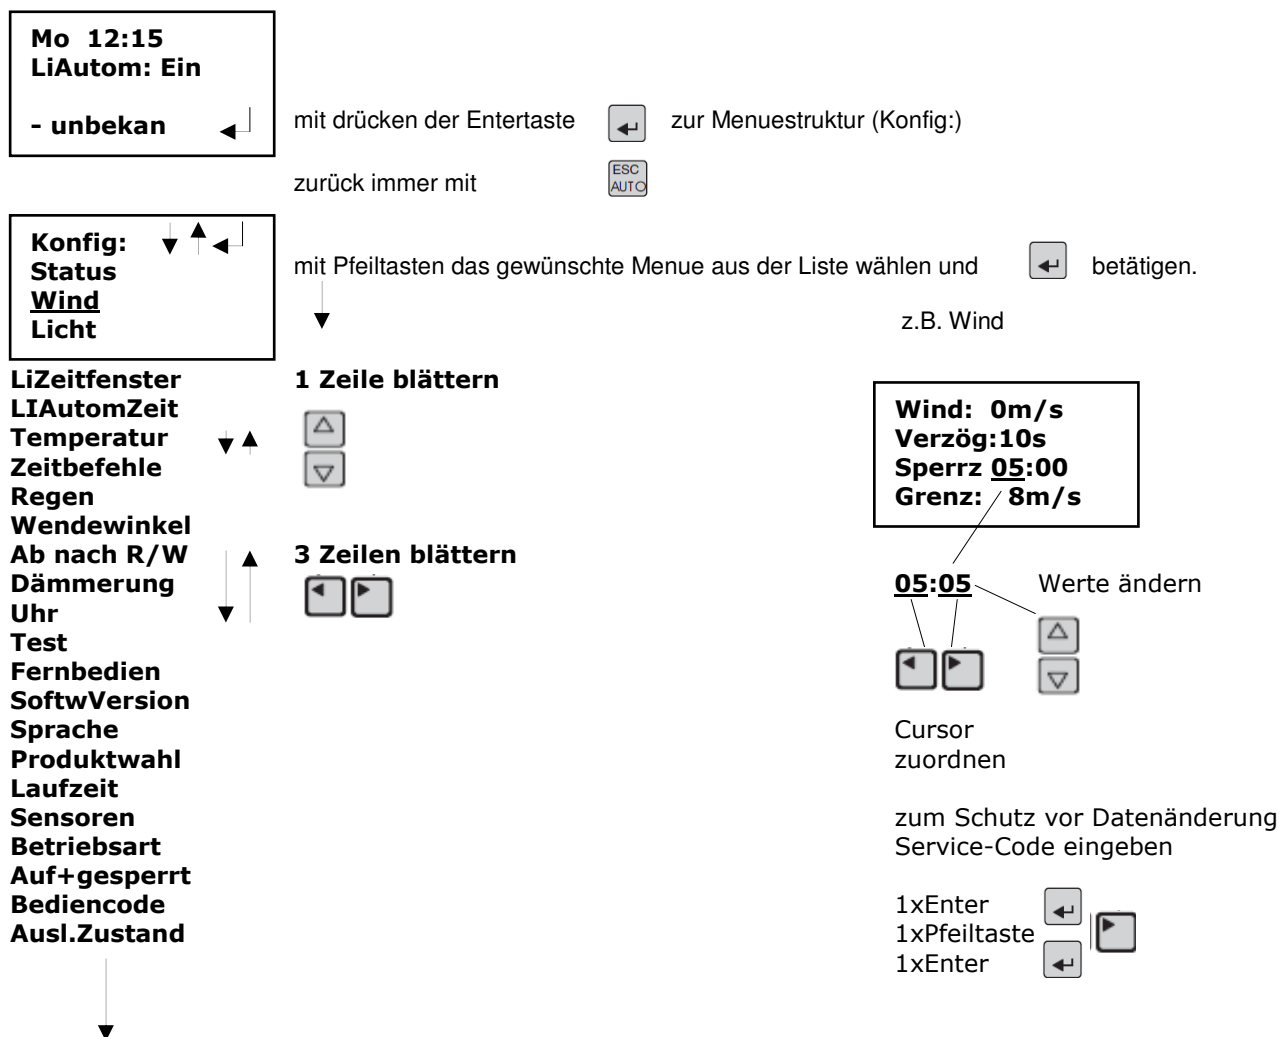 Mo 12:15
LiAutom: Ein
- unbekan
mit drücken der Entertaste zur Menuestruktur (Konfig:)
zurück immer mit ESC AUTO
Konfig:
Status
Wind
Licht
mit Pfeiltasten das gewünschte Menue aus der Liste wählen und betätigen.
z.B. Wind
LiZeitfenster
LIAutomZeit
Temperatur
Zeitbefehle
Regen
Wendewinkel
Ab nach R/W
Dämmerung
Uhr
Test
Fernbedien
SoftwVersion
Sprache
Produktwahl
Laufzeit
Sensoren
Betriebsart
Auf+gesperrt
Bediencode
Ausl.Zustand
1 Zeile blättern
3 Zeilen blättern
Wind: 0m/s
Verzög:10s
Sperrz 05:00
Grenz: 8m/s
05:05 Werte ändern
Cursor
zuordnen
zum Schutz vor Datenänderung
Service-Code eingeben
1xEnter
1xPfeiltaste
1xEnter